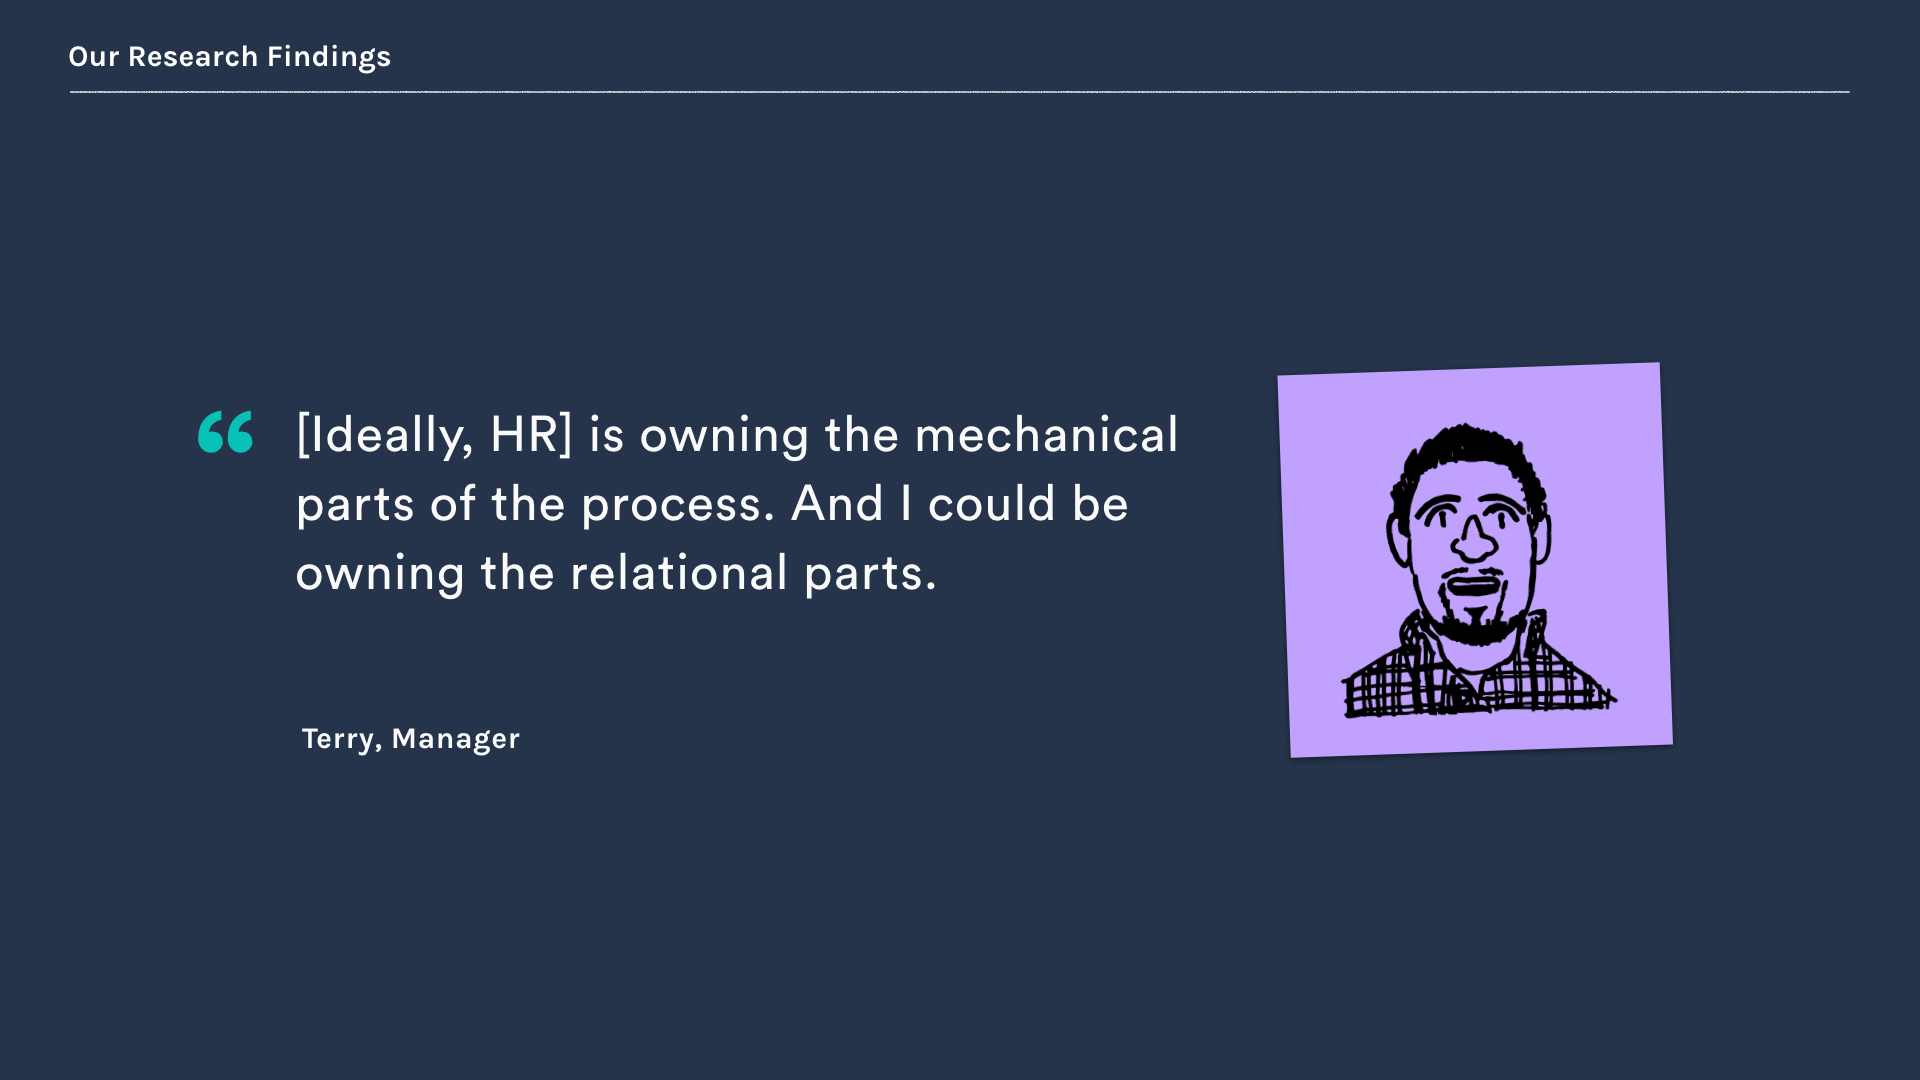 Our Research Findings
“
[Ideally, HR] is owning the mechanical
parts of the process. And I could be
owning the relational parts.
Terry, Manager